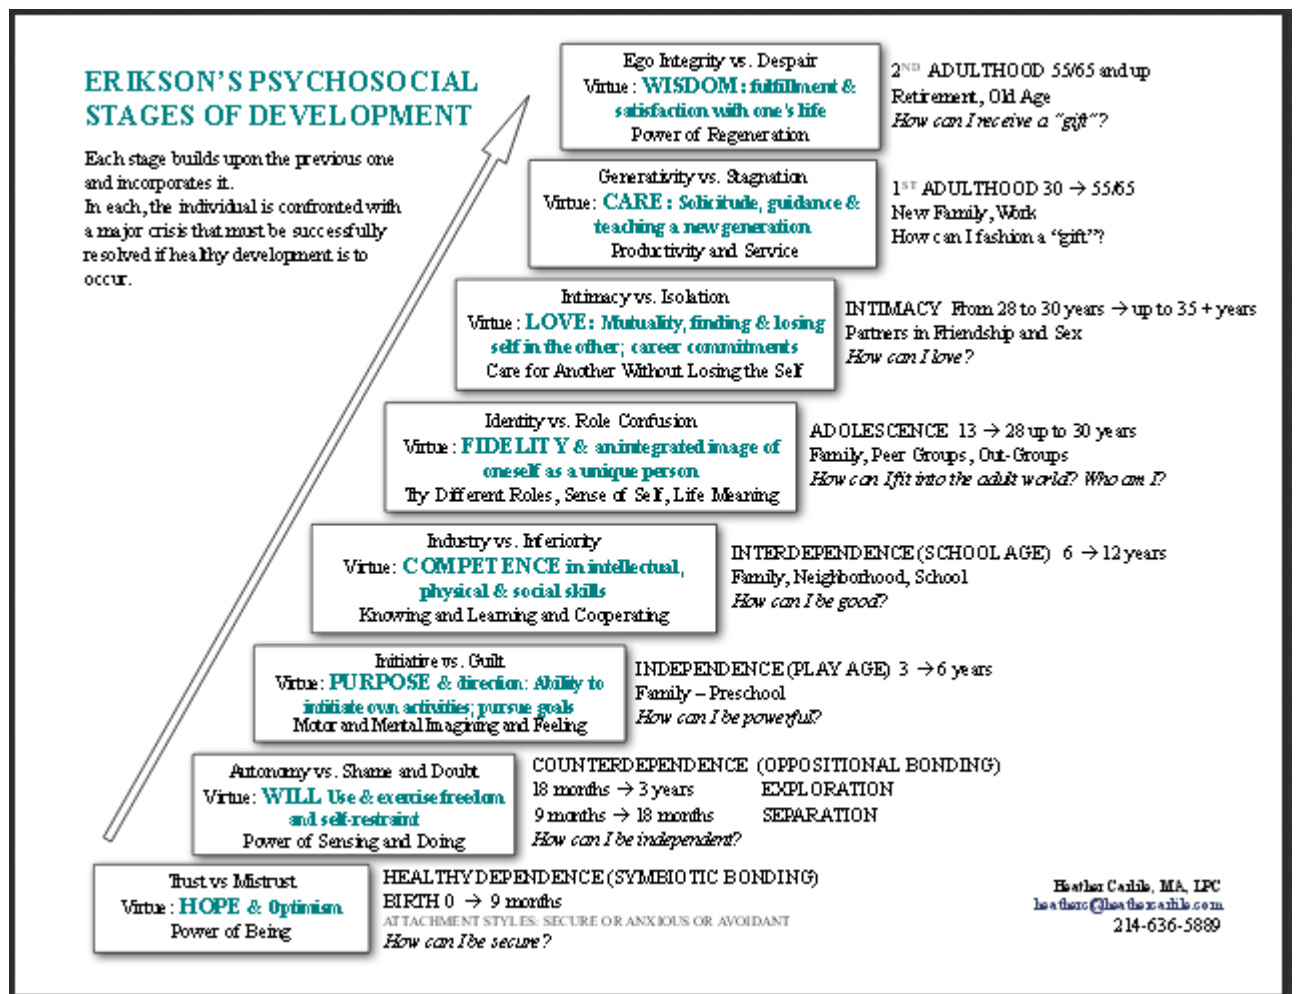 ERIKSON'S PSYCHOSOCIAL
STAGES OF DEVELOPMENT
Each stage builds upon the previous one
and incorporates it.
In each, the individual is confronted with
a major crisis that must be successfully
resolved if healthy development is to
occur.
Ego Integrity vs. Despair
Virtue: WISDOM: fulfillment &
satisfaction with one's life
Power of Regeneration
2ND ADULTHOOD 55/65 and up
Retirement, Old Age
How can I receive a "gift"?
Generativity vs. Stagnation
Virtue: CARE: Solicitude, guidance &
teaching a new generation
Productivity and Service
1ST ADULTHOOD 30 → 55/65
New Family, Work
How can I fashion a "gift"?
Intimacy vs. Isolation
Virtue: LOVE: Mutuality, finding & losing
self in the other; career commitments
Care for Another Without Losing the Self
INTIMACY From 28 to 30 years → up to 35 + years
Partners in Friendship and Sex
How can I love?
Identity vs. Role Confusion
Virtue: FIDELITY & an integrated image of
oneself as a unique person
Try Different Roles, Sense of Self, Life Meaning
ADOLESCENCE 13 → 28 up to 30 years
Family, Peer Groups, Out-Groups
How can I fit into the adult world? Who am I?
Industry vs. Inferiority
Virtue: COMPETENCE in intellectual,
physical & social skills
Knowing and Learning and Cooperating
INTERDEPENDENCE (SCHOOL AGE) 6 → 12 years
Family, Neighborhood, School
How can I be good?
Initiative vs. Guilt
Virtue: PURPOSE & direction: Ability to
intitiate own activities; pursue goals
Motor and Mental Imagining and Feeling
INDEPENDENCE (PLAY AGE) 3 → 6 years
Family – Preschool
How can I be powerful?
Autonomy vs. Shame and Doubt
Virtue: WILL Use & exercise freedom
and self-restraint
Power of Sensing and Doing
COUNTERDEPENDENCE (OPPOSITIONAL BONDING)
18 months → 3 years EXPLORATION
9 months → 18 months SEPARATION
How can I be independent?
Trust vs Mistrust
Virtue: HOPE & Optimism
Power of Being
HEALTHY DEPENDENCE (SYMBIOTIC BONDING)
BIRTH 0 → 9 months
ATTACHMENT STYLES: SECURE OR ANXIOUS OR AVOIDANT
How can I be secure?
Heather Carlile, MA, LPC
heatherc@heathercarlile.com
214-636-5889